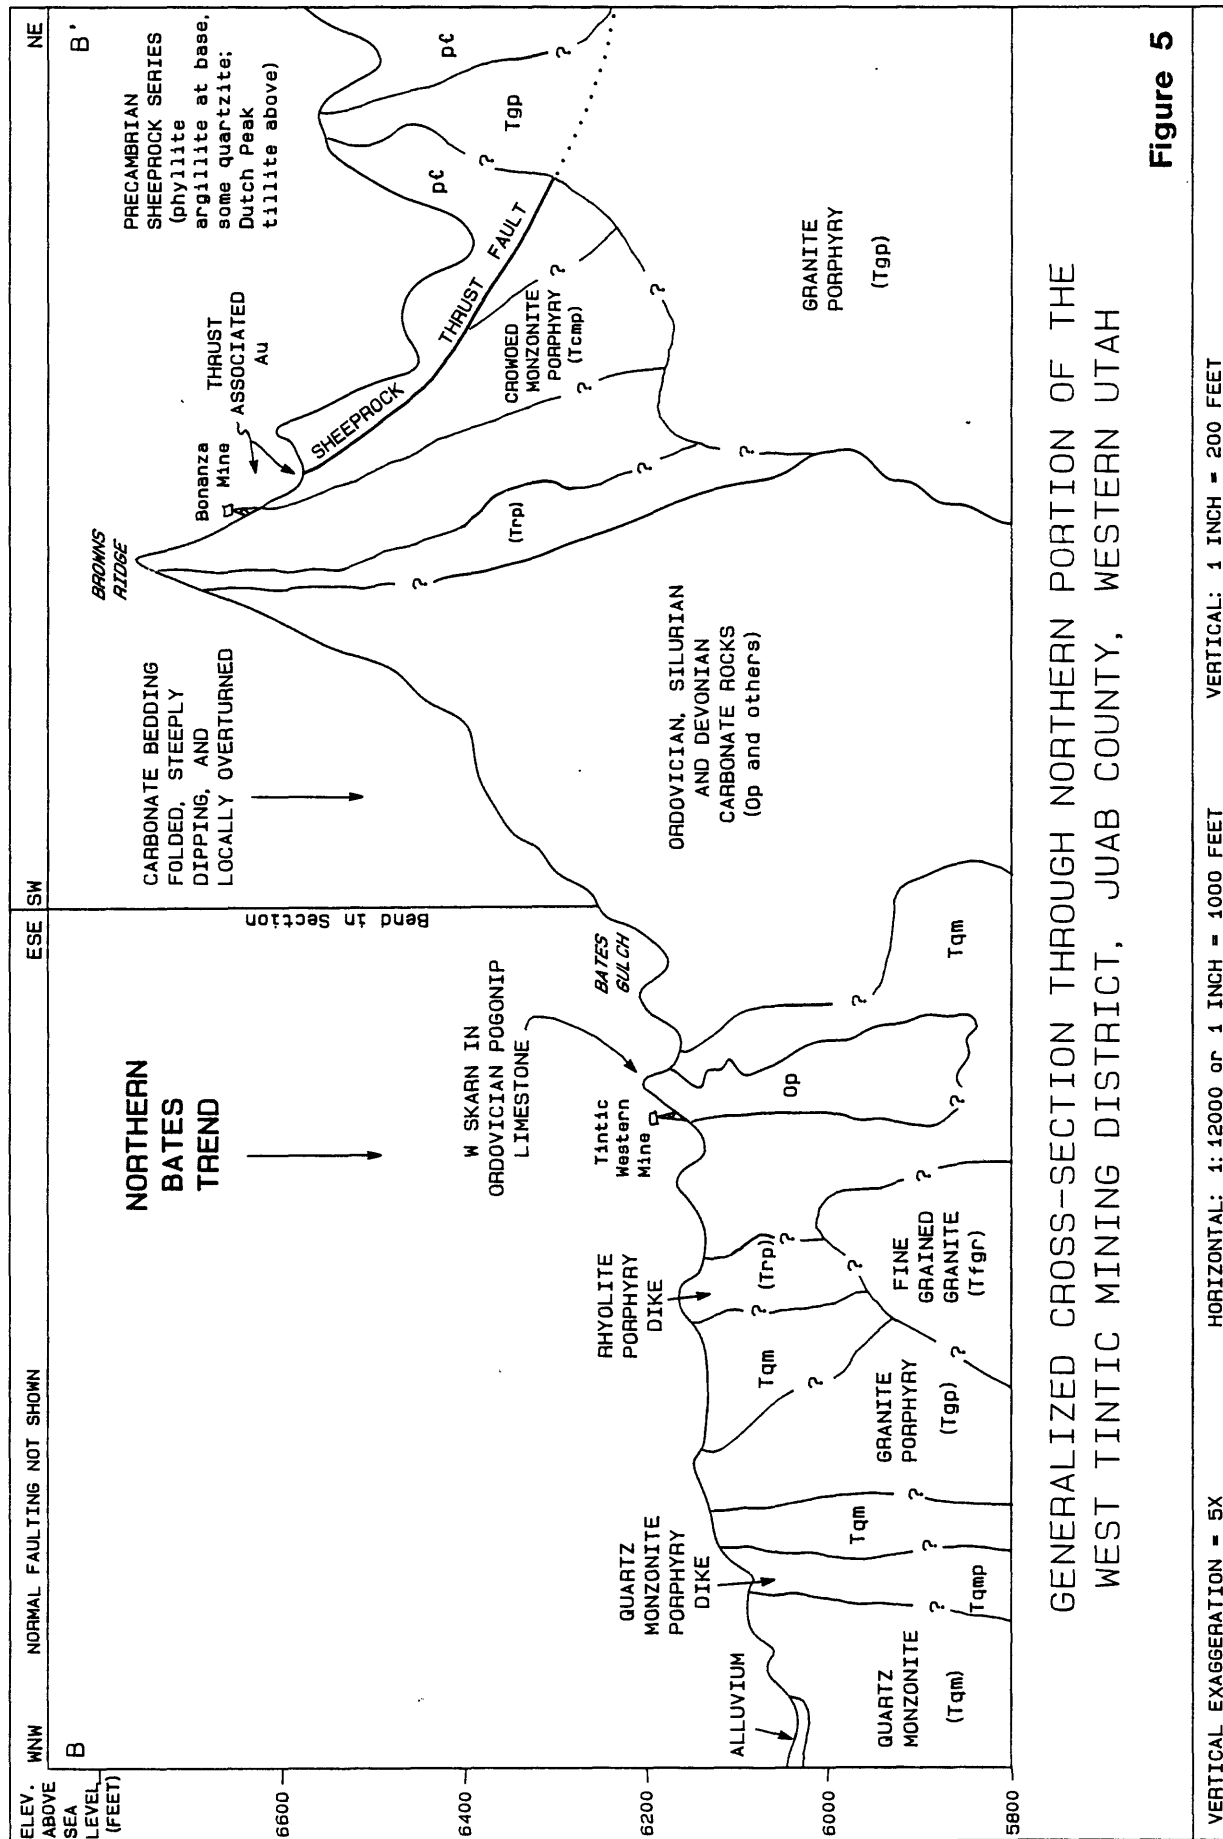 ELEV.
ABOVE
SEA
LEVEL
(FEET)
WNW NORMAL FAULTING NOT SHOWN ESE SW NE
B B'
6600
6400
6200
6000
5800
NORTHERN
BATES
TREND
Bend in Section
CARBONATE BEDDING
FOLDED, STEEPLY
DIPPING, AND
LOCALLY OVERTURNED
BROWNS
RIDGE
Bonanza
Mine
THRUST
ASSOCIATED
Au
PRECAMBRIAN
SHEEPROCK SERIES
(phyllite
argillite at base,
some quartzite;
Dutch Peak
tillite above)
SHEEPROCK THRUST FAULT
p€
Tgp
p€
?
?
CROWDED
MONZONITE
PORPHYRY
(Tcmp)
?
?
?
?
?
?
(Trp)
?
GRANITE
PORPHYRY
(Tgp)
ORDOVICIAN, SILURIAN
AND DEVONIAN
CARBONATE ROCKS
(Op and others)
BATES
GULCH
W SKARN IN
ORDOVICIAN POGONIP
LIMESTONE
Tintic
Western
Mine
Op
?
?
Tqm
RHYOLITE
PORPHYRY
DIKE
(Trp)
?
?
?
?
FINE
GRAINED
GRANITE
(Tfgr)
?
Tqm
?
GRANITE
PORPHYRY
(Tgp)
QUARTZ
MONZONITE
PORPHYRY
DIKE
Tqm
?
?
?
Tqmp
ALLUVIUM
QUARTZ
MONZONITE
(Tqm)
GENERALIZED CROSS-SECTION THROUGH NORTHERN PORTION OF THE
WEST TINTIC MINING DISTRICT, JUAB COUNTY, WESTERN UTAH
Figure 5
VERTICAL EXAGGERATION = 5X HORIZONTAL: 1:12000 or 1 INCH = 1000 FEET VERTICAL: 1 INCH = 200 FEET